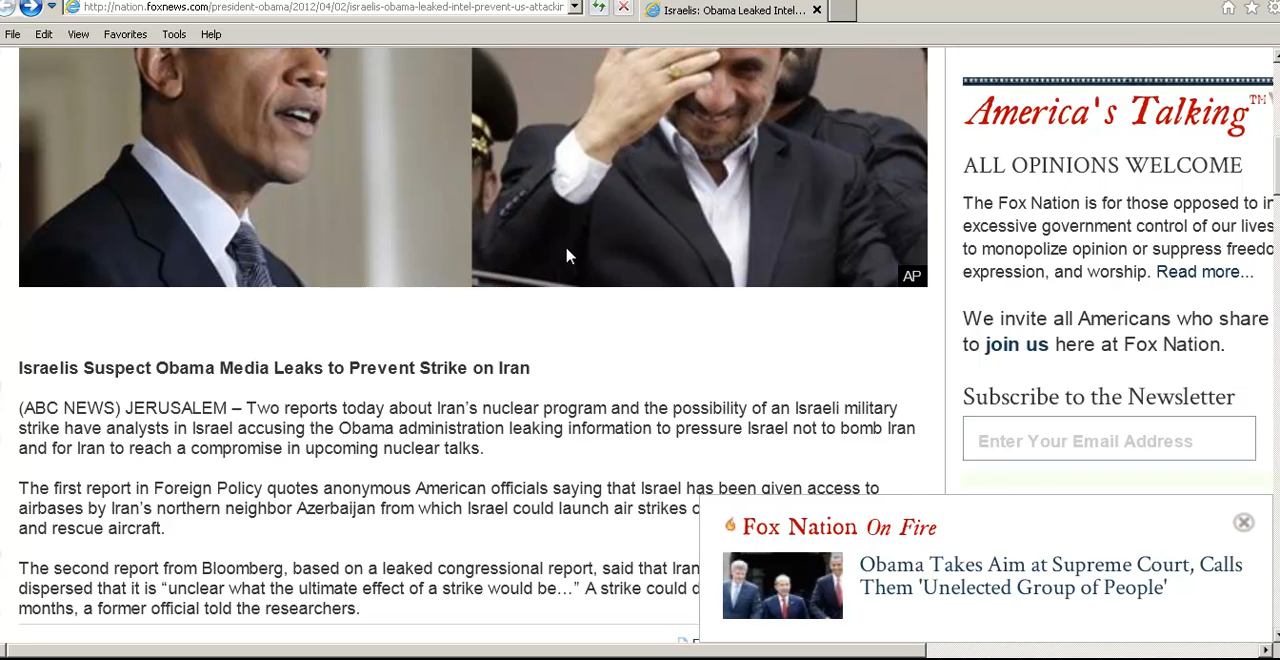 http://nation.foxnews.com/president-obama/2012/04/02/israelis-obama-leaked-intel-prevent-us-attackir
Israelis: Obama Leaked Intel...
File Edit View Favorites Tools Help
AP
Israelis Suspect Obama Media Leaks to Prevent Strike on Iran
(ABC NEWS) JERUSALEM – Two reports today about Iran’s nuclear program and the possibility of an Israeli military
strike have analysts in Israel accusing the Obama administration leaking information to pressure Israel not to bomb Iran
and for Iran to reach a compromise in upcoming nuclear talks.
The first report in Foreign Policy quotes anonymous American officials saying that Israel has been given access to
airbases by Iran’s northern neighbor Azerbaijan from which Israel could launch air strikes
and rescue aircraft.
The second report from Bloomberg, based on a leaked congressional report, said that Iran
dispersed that it is “unclear what the ultimate effect of a strike would be…” A strike could
months, a former official told the researchers.
America's Talking™
ALL OPINIONS WELCOME
The Fox Nation is for those opposed to in
excessive government control of our lives
to monopolize opinion or suppress freed
expression, and worship. Read more...
We invite all Americans who share
to join us here at Fox Nation.
Subscribe to the Newsletter
Enter Your Email Address
Fox Nation On Fire
Obama Takes Aim at Supreme Court, Calls
Them 'Unelected Group of People'